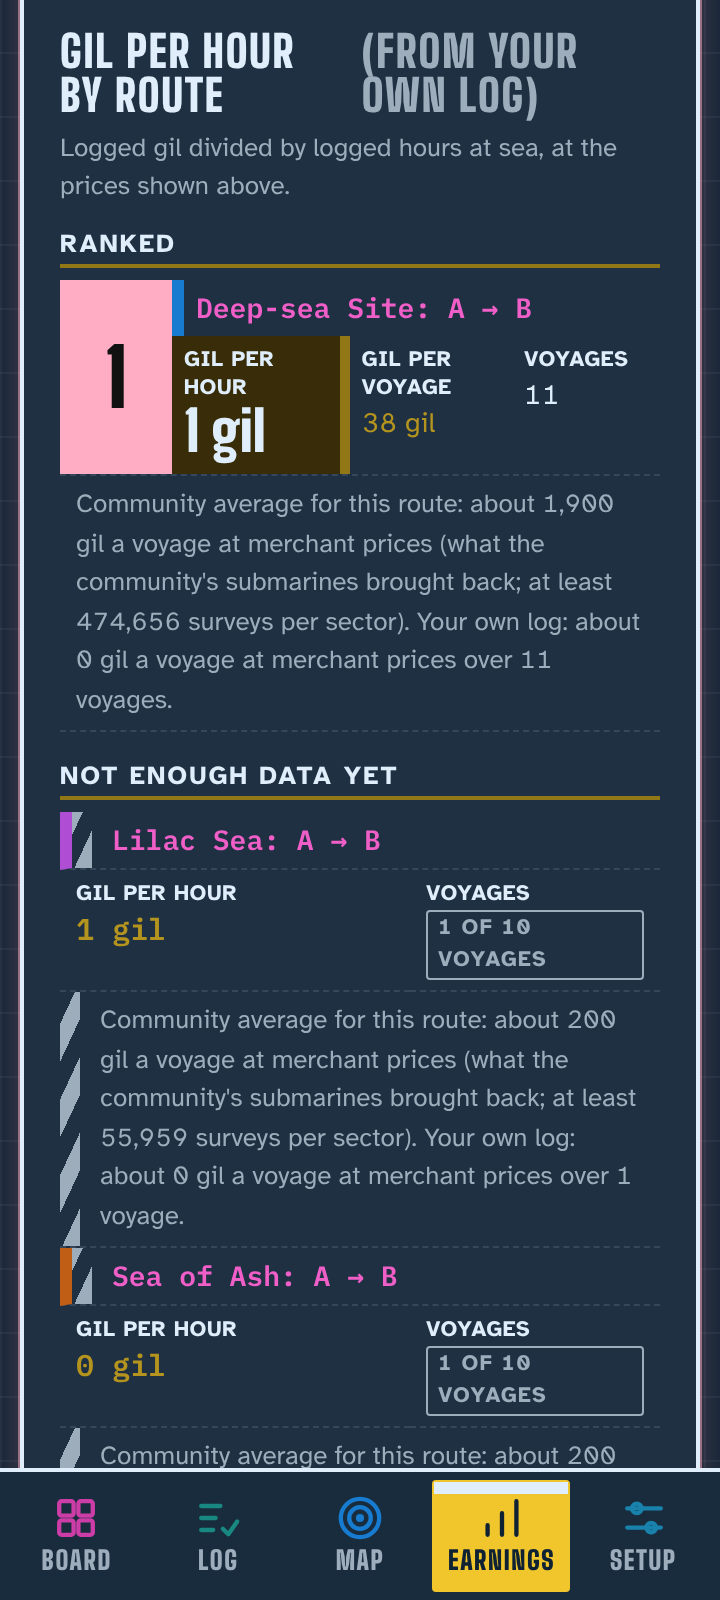 GIL PER HOUR BY ROUTE (FROM YOUR OWN LOG)
Logged gil divided by logged hours at sea, at the
prices shown above.
RANKED
1
Deep-sea Site: A → B
GIL PER HOUR
1 gil
GIL PER VOYAGE
38 gil
VOYAGES
11
Community average for this route: about 1,900
gil a voyage at merchant prices (what the
community's submarines brought back; at least
474,656 surveys per sector). Your own log: about
0 gil a voyage at merchant prices over 11
voyages.
NOT ENOUGH DATA YET
Lilac Sea: A → B
GIL PER HOUR
1 gil
VOYAGES
1 OF 10
VOYAGES
Community average for this route: about 200
gil a voyage at merchant prices (what the
community's submarines brought back; at least
55,959 surveys per sector). Your own log:
about 0 gil a voyage at merchant prices over 1
voyage.
Sea of Ash: A → B
GIL PER HOUR
0 gil
VOYAGES
1 OF 10
VOYAGES
Community average for this route: about 200
BOARD
LOG
MAP
EARNINGS
SETUP